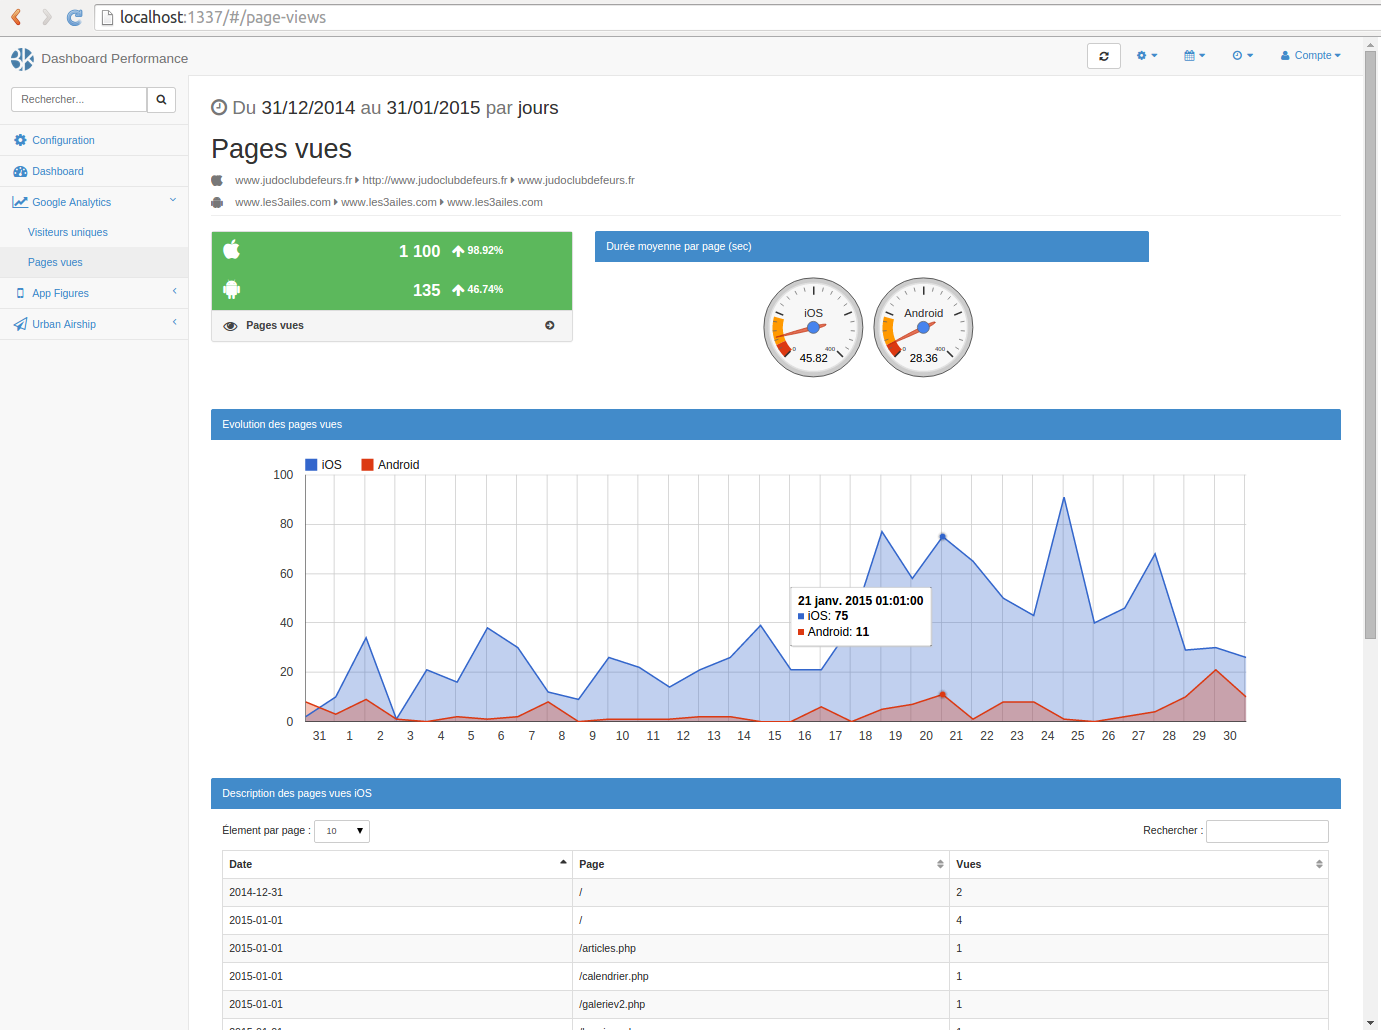 localhost:1337/#/page-views
Dashboard Performance
Compte
Rechercher...
Configuration
Dashboard
Google Analytics
Visiteurs uniques
Pages vues
App Figures
Urban Airship
Du 31/12/2014 au 31/01/2015 par jours
Pages vues
www.judoclubdefeurs.fr http://www.judoclubdefeurs.fr www.judoclubdefeurs.fr
www.les3ailes.com www.les3ailes.com www.les3ailes.com
1 100 98.92%
135 46.74%
Pages vues
Durée moyenne par page (sec)
iOS
0 400
45.82
Android
0 400
28.36
Evolution des pages vues
iOS Android
100
80
60
40
20
0
21 janv. 2015 01:01:00
iOS: 75
Android: 11
31 1 2 3 4 5 6 7 8 9 10 11 12 13 14 15 16 17 18 19 20 21 22 23 24 25 26 27 28 29 30
Description des pages vues iOS
Élement par page : 10
Rechercher :
Date Page Vues
2014-12-31 / 2
2015-01-01 / 4
2015-01-01 /articles.php 1
2015-01-01 /calendrier.php 1
2015-01-01 /galeriev2.php 1
2015-01-01